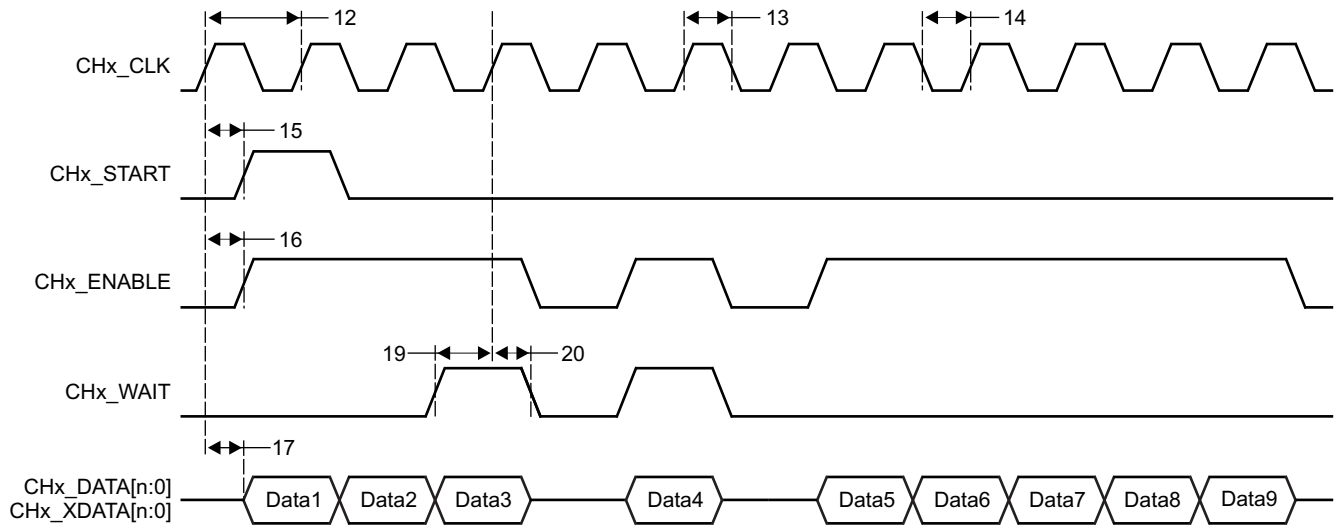 12
13
14
CHx_CLK
15
CHx_START
16
CHx_ENABLE
19
20
CHx_WAIT
17
CHx_DATA[n:0]
CHx_XDATA[n:0]
Data1 Data2 Data3 Data4 Data5 Data6 Data7 Data8 Data9